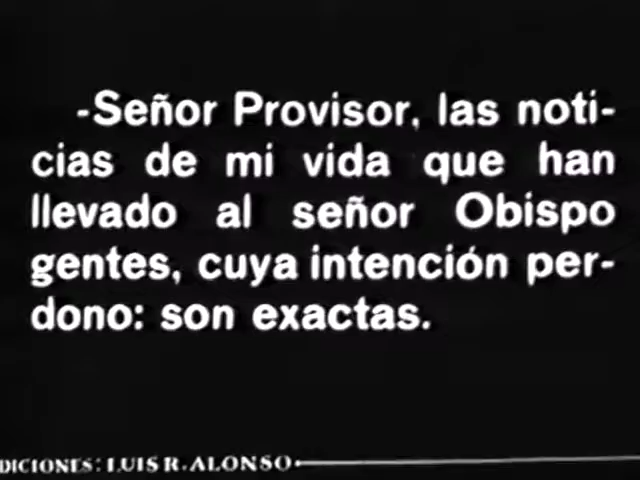 -Señor Provisor, las noti-
cias de mi vida que han
llevado al señor Obispo
gentes, cuya intención per-
dono: son exactas.
DICIONES: LUIS R. ALONSO